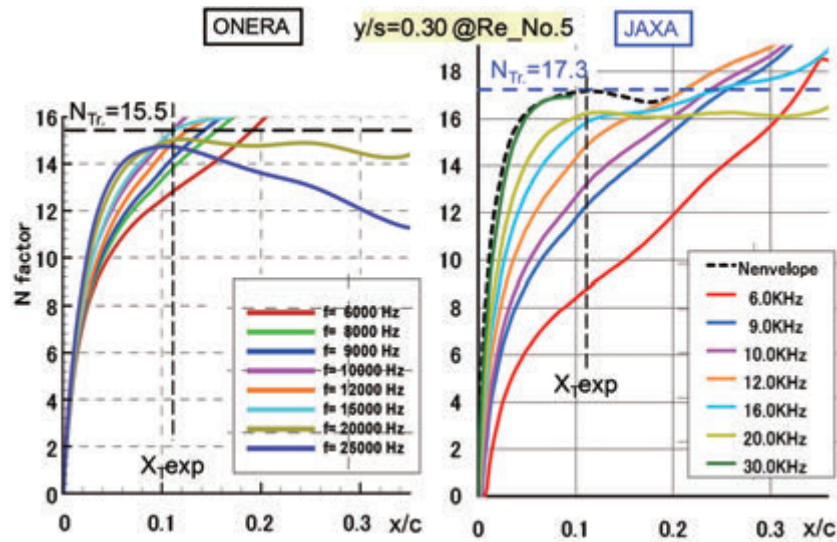 ONERA
y/s=0.30 @Re_No.5
JAXA
N_Tr.=15.5
16
14
12
10
8
6
4
2
0
N factor
X_T exp
f= 6000 Hz
f= 8000 Hz
f= 9000 Hz
f=10000 Hz
f=12000 Hz
f=15000 Hz
f=20000 Hz
f=25000 Hz
0 0.1 0.2 0.3 x/c
N_Tr.=17.3
18
16
14
12
10
8
6
4
2
0
X_T exp
Nenvelope
6.0KHz
9.0KHz
10.0KHz
12.0KHz
16.0KHz
20.0KHz
30.0KHz
0 0.1 0.2 0.3 x/c